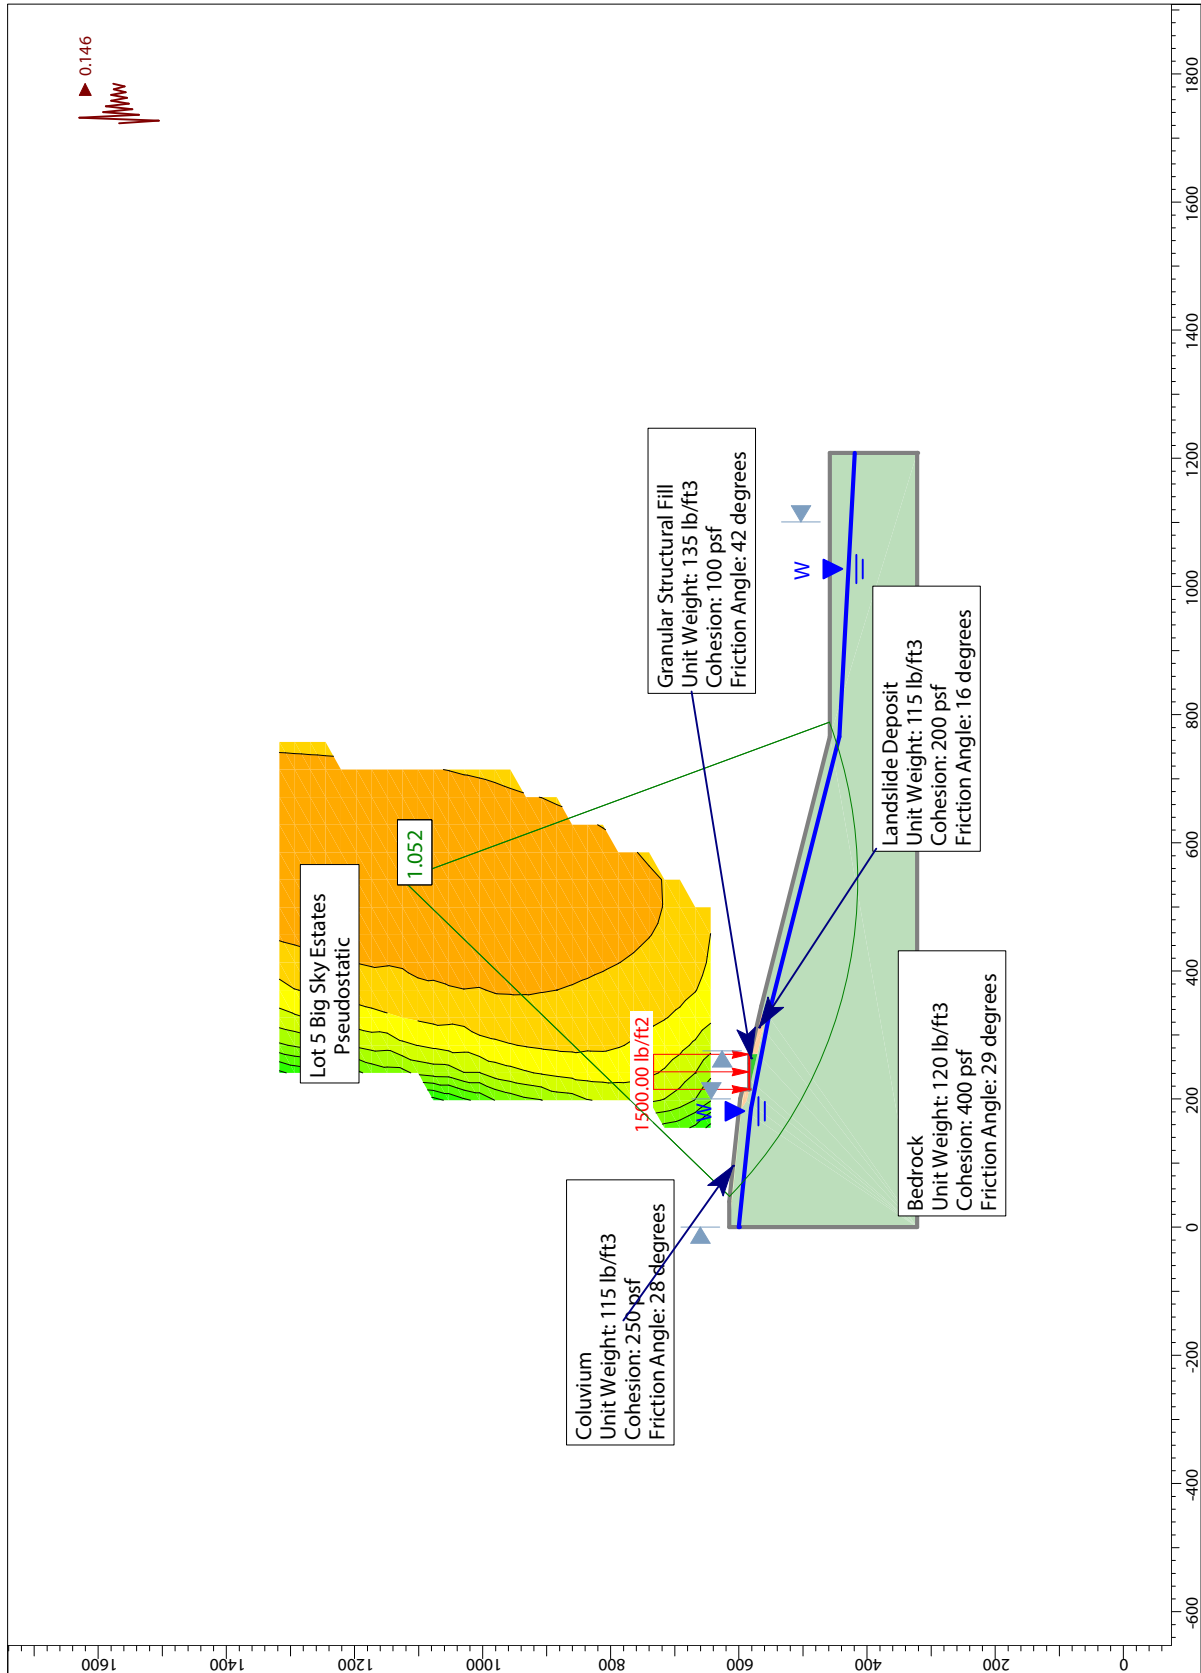 0.146
Lot 5 Big Sky Estates
Pseudostatic
1.052
1500.00 lb/ft2
Coluvium
Unit Weight: 115 lb/ft3
Cohesion: 250 psf
Friction Angle: 28 degrees
Granular Structural Fill
Unit Weight: 135 lb/ft3
Cohesion: 100 psf
Friction Angle: 42 degrees
W
W
Landslide Deposit
Unit Weight: 115 lb/ft3
Cohesion: 200 psf
Friction Angle: 16 degrees
Bedrock
Unit Weight: 120 lb/ft3
Cohesion: 400 psf
Friction Angle: 29 degrees
1600
1400
1200
1000
800
600
400
200
0
-600
-400
-200
0
200
400
600
800
1000
1200
1400
1600
1800